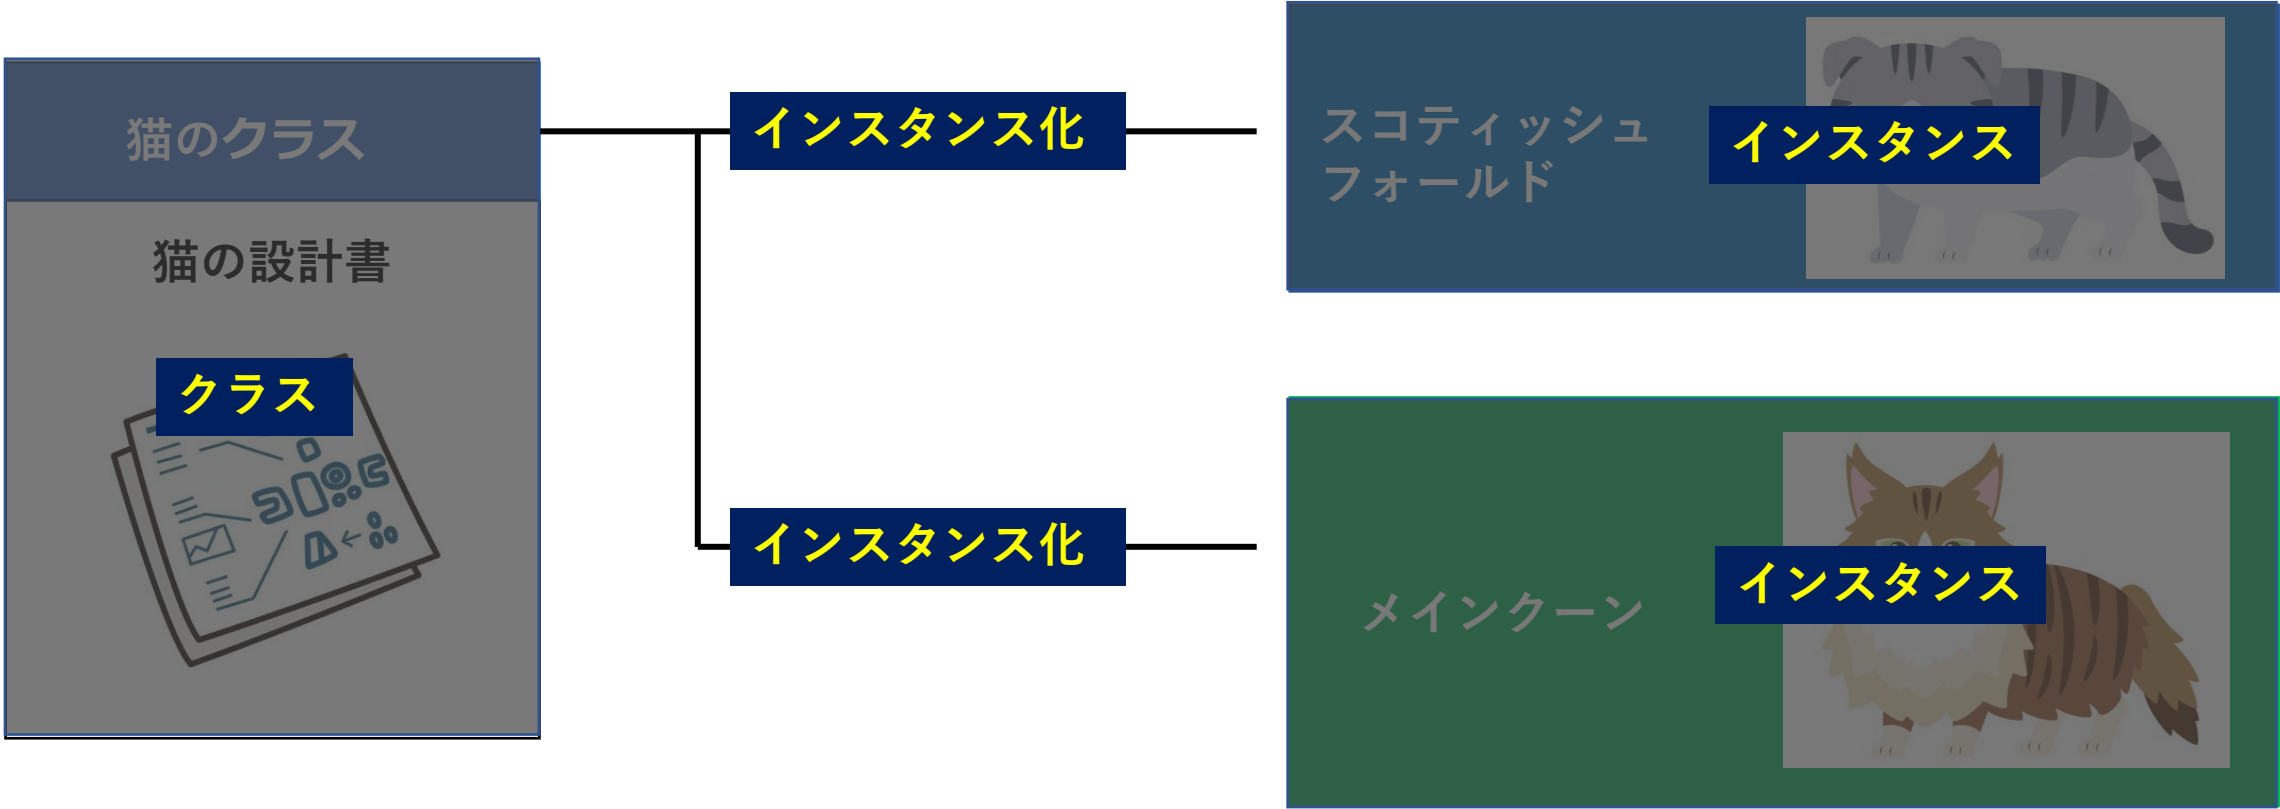 猫のクラス
猫の設計書
クラス
インスタンス化
インスタンス化
スコティッシュ
フォールド
インスタンス
メインクーン
インスタンス